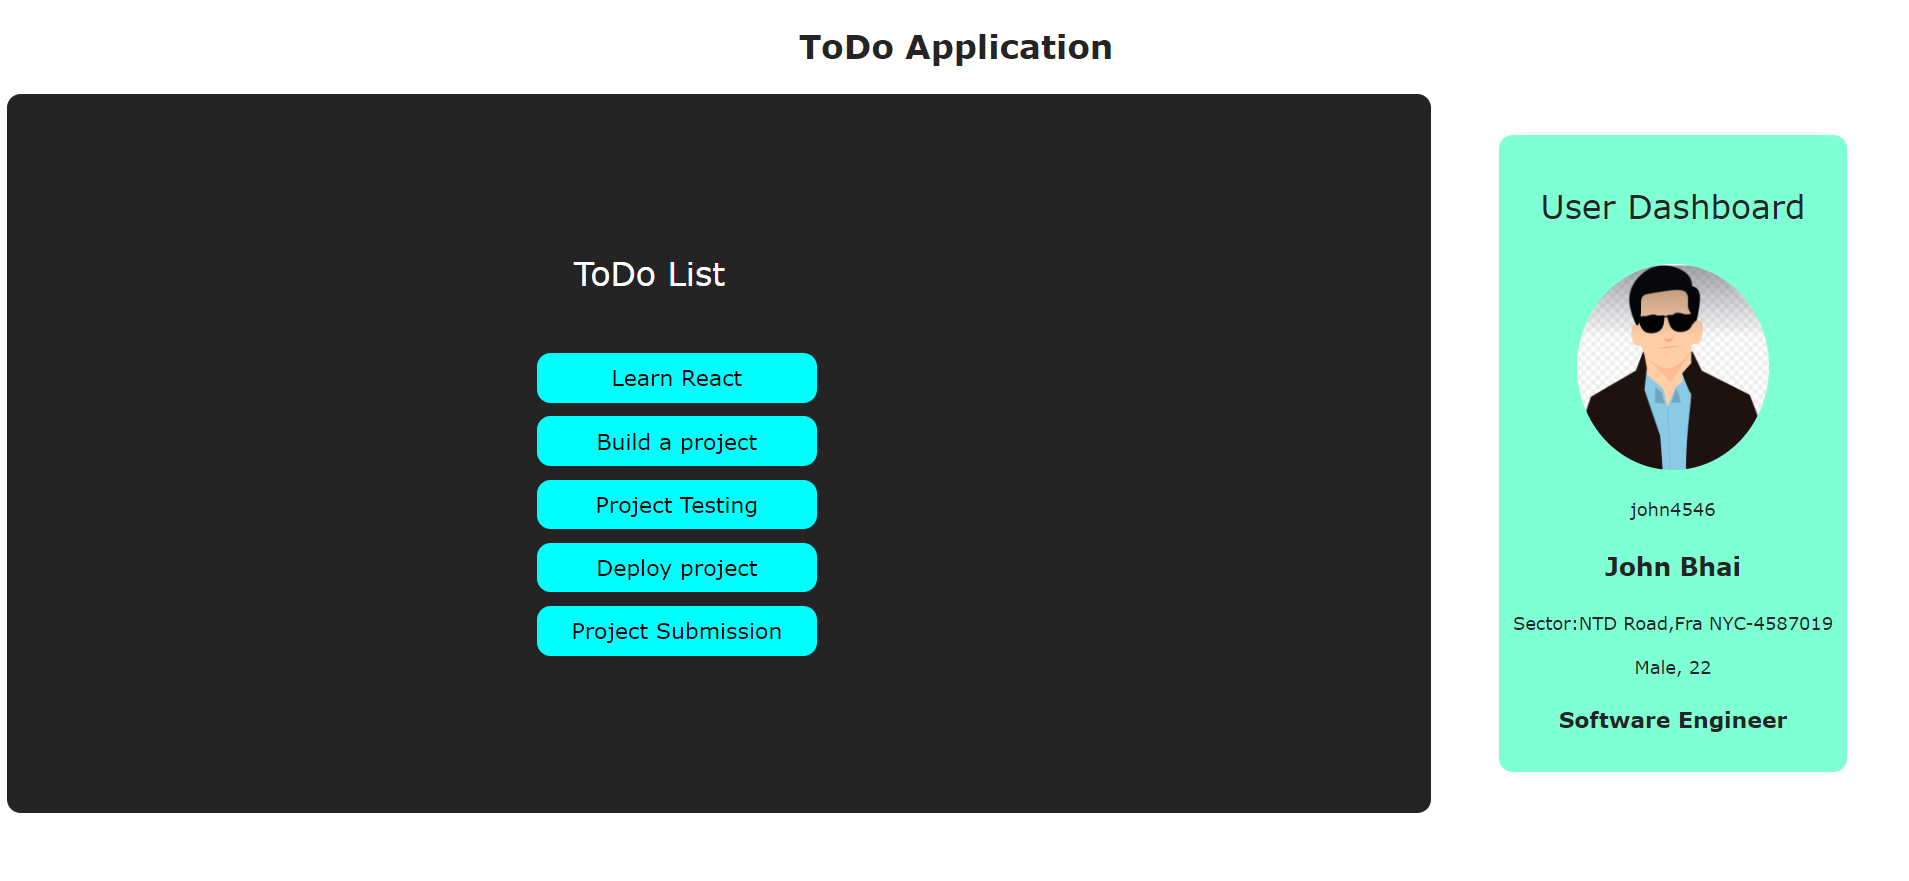 ToDo Application
ToDo List
Learn React
Build a project
Project Testing
Deploy project
Project Submission
User Dashboard
john4546
John Bhai
Sector:NTD Road,Fra NYC-4587019
Male, 22
Software Engineer